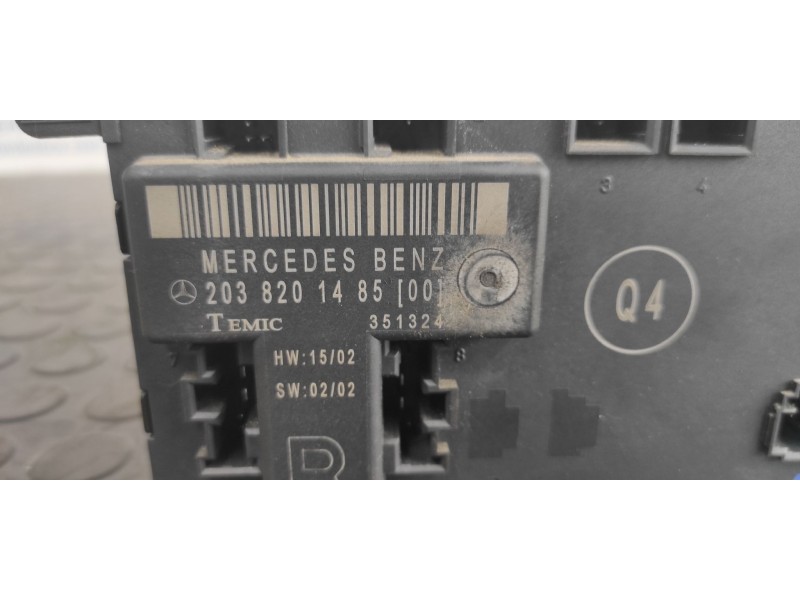 3
4
MERCEDES BENZ
203 820 14 85 [00]
TEMIC 351324
Q4
8
HW:15/02
SW:02/02
R